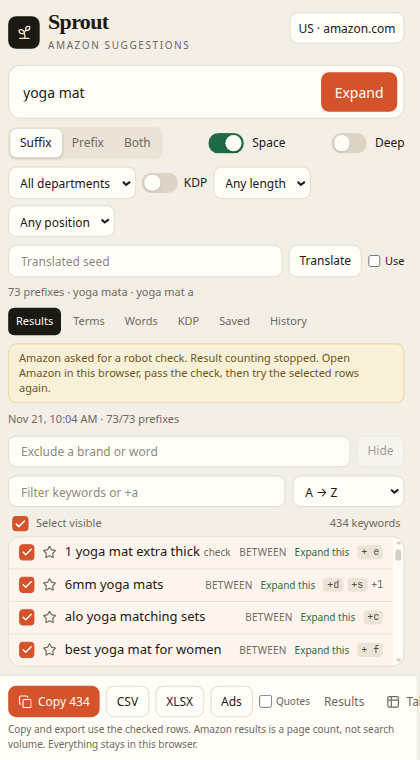 Sprout
AMAZON SUGGESTIONS
US · amazon.com
yoga mat
Expand
Suffix Prefix Both Space Deep
All departments KDP Any length
Any position
Translated seed Translate Use
73 prefixes · yoga mata · yoga mat a
Results Terms Words KDP Saved History
Amazon asked for a robot check. Result counting stopped. Open
Amazon in this browser, pass the check, then try the selected rows
again.
Nov 21, 10:04 AM · 73/73 prefixes
Exclude a brand or word Hide
Filter keywords or +a A → Z
Select visible 434 keywords
1 yoga mat extra thick check BETWEEN Expand this + e
6mm yoga mats BETWEEN Expand this +d +s +1
alo yoga matching sets BETWEEN Expand this +c
best yoga mat for women BETWEEN Expand this + f
Copy 434 CSV XLSX Ads Quotes Results
Copy and export use the checked rows. Amazon results is a page count, not search
volume. Everything stays in this browser.